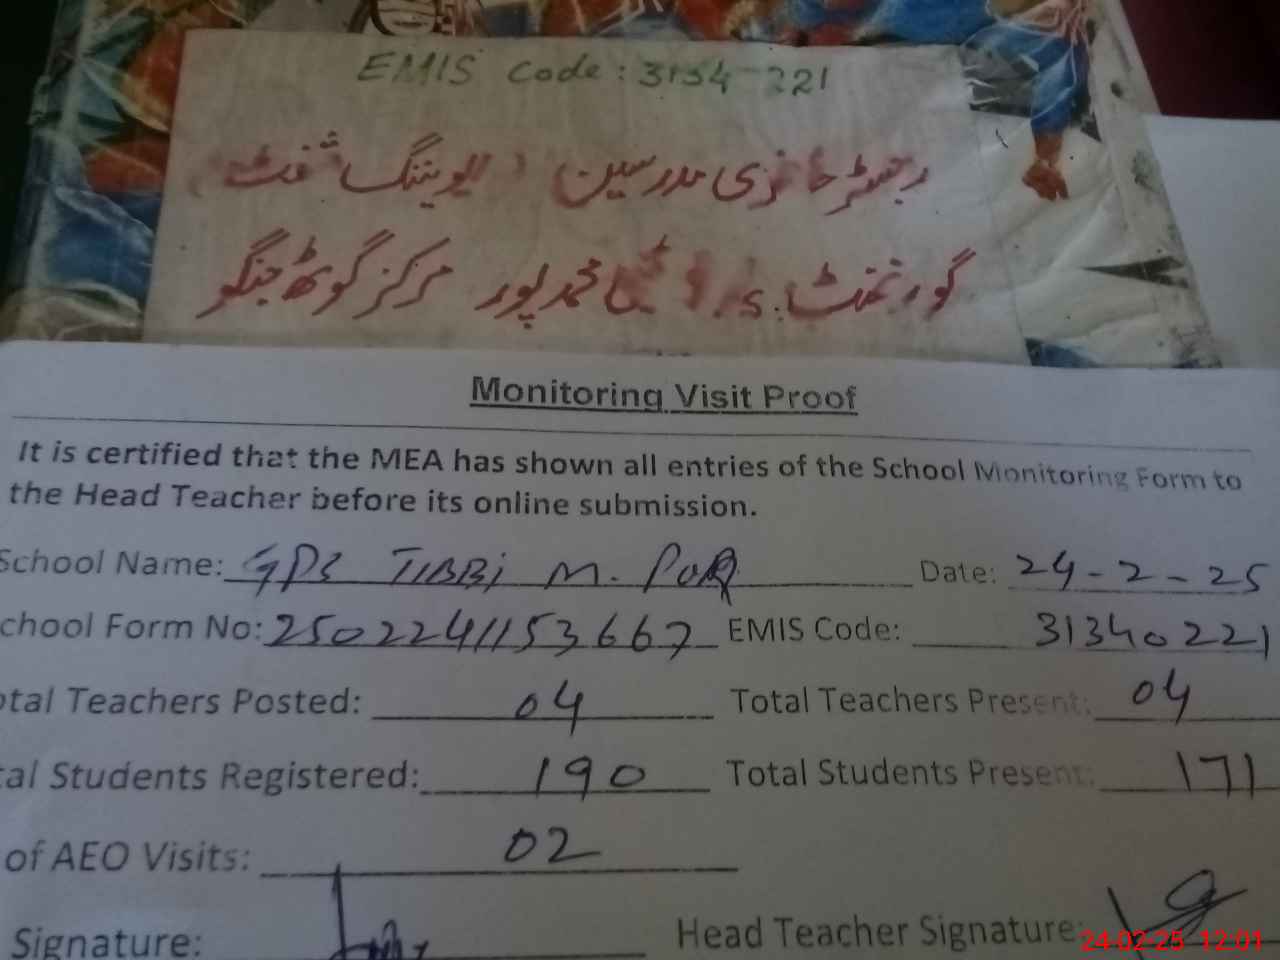 EMIS Code: 3134-221
رجسٹر حاضری مدرسین (ایوننگ شفٹ)
گورنمنٹ .s. محمد پور مرکز گوٹھ جنگو
Monitoring Visit Proof
It is certified that the MEA has shown all entries of the School Monitoring Form to
the Head Teacher before its online submission.
School Name: GPS TIBBI M. PUR Date: 24-2-25
chool Form No: 2502241153667 EMIS Code: 31340221
otal Teachers Posted: 04 Total Teachers Present: 04
tal Students Registered: 190 Total Students Present: 171
of AEO Visits: 02
Signature: Head Teacher Signature:
24-02-25 12:01